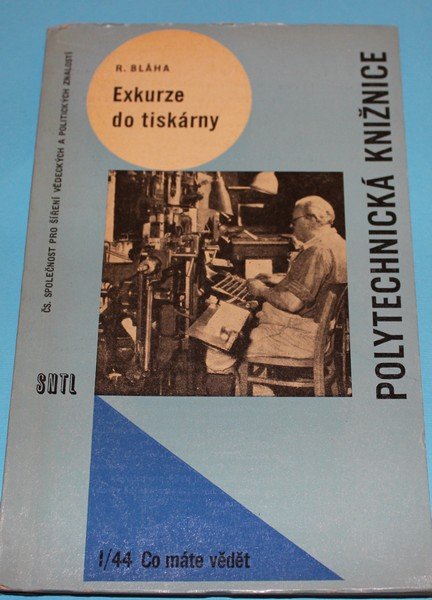 R. BLÁHA
Exkurze
do tiskárny
ČS. SPOLEČNOST PRO ŠÍŘENÍ VĚDECKÝCH A POLITICKÝCH ZNALOSTÍ
POLYTECHNICKÁ KNIŽNICE
SNTL
I/44 Co máte vědět